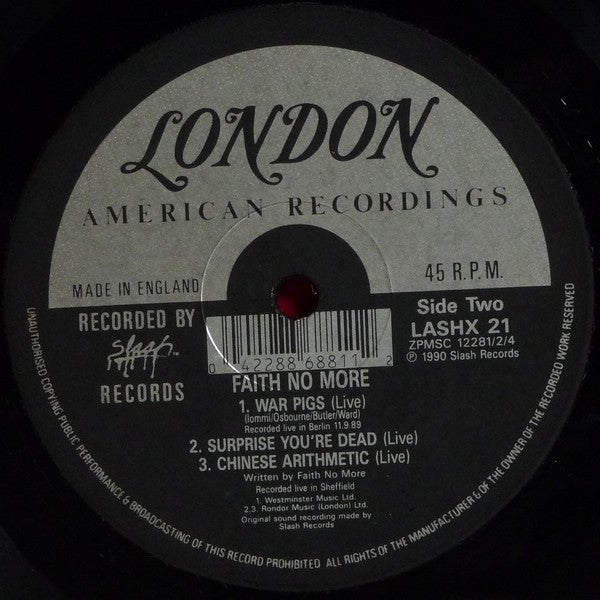 LONDON
AMERICAN RECORDINGS
MADE IN ENGLAND
45 R.P.M.
RECORDED BY
slash
RECORDS
Side Two
LASHX 21
ZPMSC 12281/2/4
℗ 1990 Slash Records
0 42288 68811 2
FAITH NO MORE
1. WAR PIGS (Live)
(Iommi/Osbourne/Butler/Ward)
Recorded live in Berlin 11.9.89
2. SURPRISE YOU'RE DEAD (Live)
3. CHINESE ARITHMETIC (Live)
Written by Faith No More
Recorded live in Sheffield
1. Westminster Music Ltd.
2,3. Rondor Music (London) Ltd.
Original sound recording made by
Slash Records
UNAUTHORISED COPYING PUBLIC PERFORMANCE & BROADCASTING OF THIS RECORD PROHIBITED ALL RIGHTS OF THE MANUFACTURER & OF THE OWNER OF THE RECORDED WORK RESERVED